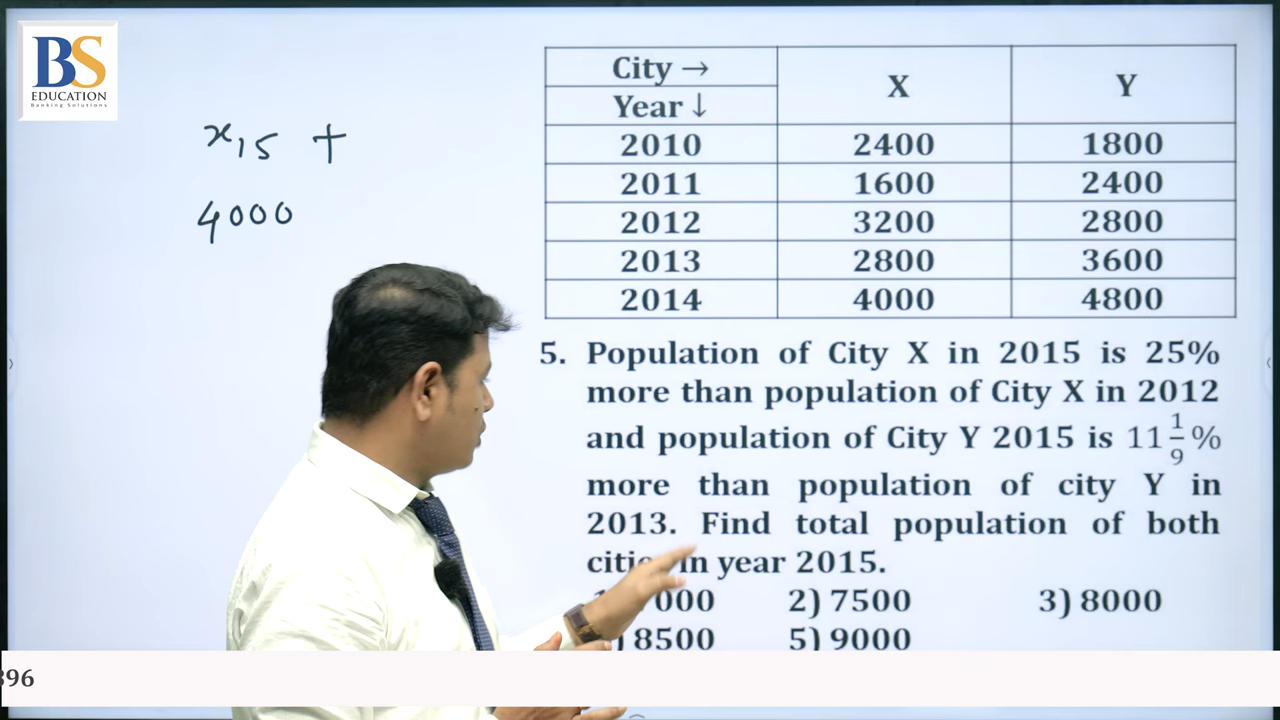 BS
EDUCATION
Banking Solutions
x15 +
4000
City → X Y
Year ↓
2010 2400 1800
2011 1600 2400
2012 3200 2800
2013 2800 3600
2014 4000 4800
5. Population of City X in 2015 is 25%
more than population of City X in 2012
and population of City Y 2015 is 11 1/9 %
more than population of city Y in
2013. Find total population of both
in year 2015.
000 2) 7500 3) 8000
) 8500 5) 9000
396